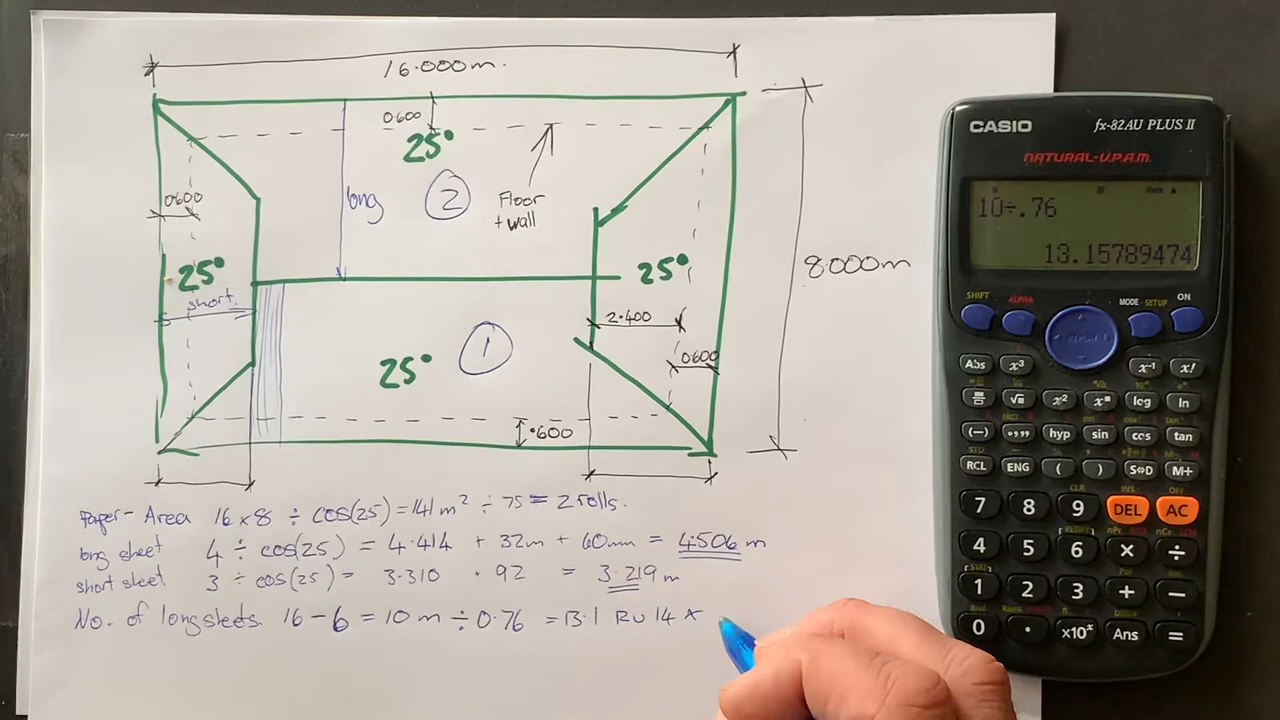 16.000m.
0.600
25°
long
2
Floor
+ wall
0.600
25°
short.
25°
8.000m
2.400
0.600
1
25°
.600
Paper - Area 16 x 8 ÷ cos(25) = 141 m² ÷ 75 = 2 rolls.
long sheet 4 ÷ cos(25) = 4.414 + 32m + 60mm = 4.506 m
short sleet 3 ÷ cos(25) = 3.310 + 92 = 3.219 m
No. of long sleets. 16 - 6 = 10 m ÷ 0.76 = 13.1 RU 14 x
CASIO fx-82AU PLUS II
NATURAL-V.P.A.M.
10÷.76
13.15789474
SHIFT ALPHA MODE SETUP ON
REPLAY
Abs x³ x⁻¹ x!
√ x² log ln
(−) hyp sin cos tan
RCL ENG ( ) S⇔D M+
7 8 9 DEL AC
4 5 6 × ÷
1 2 3 + −
0 · ×10ˣ Ans =